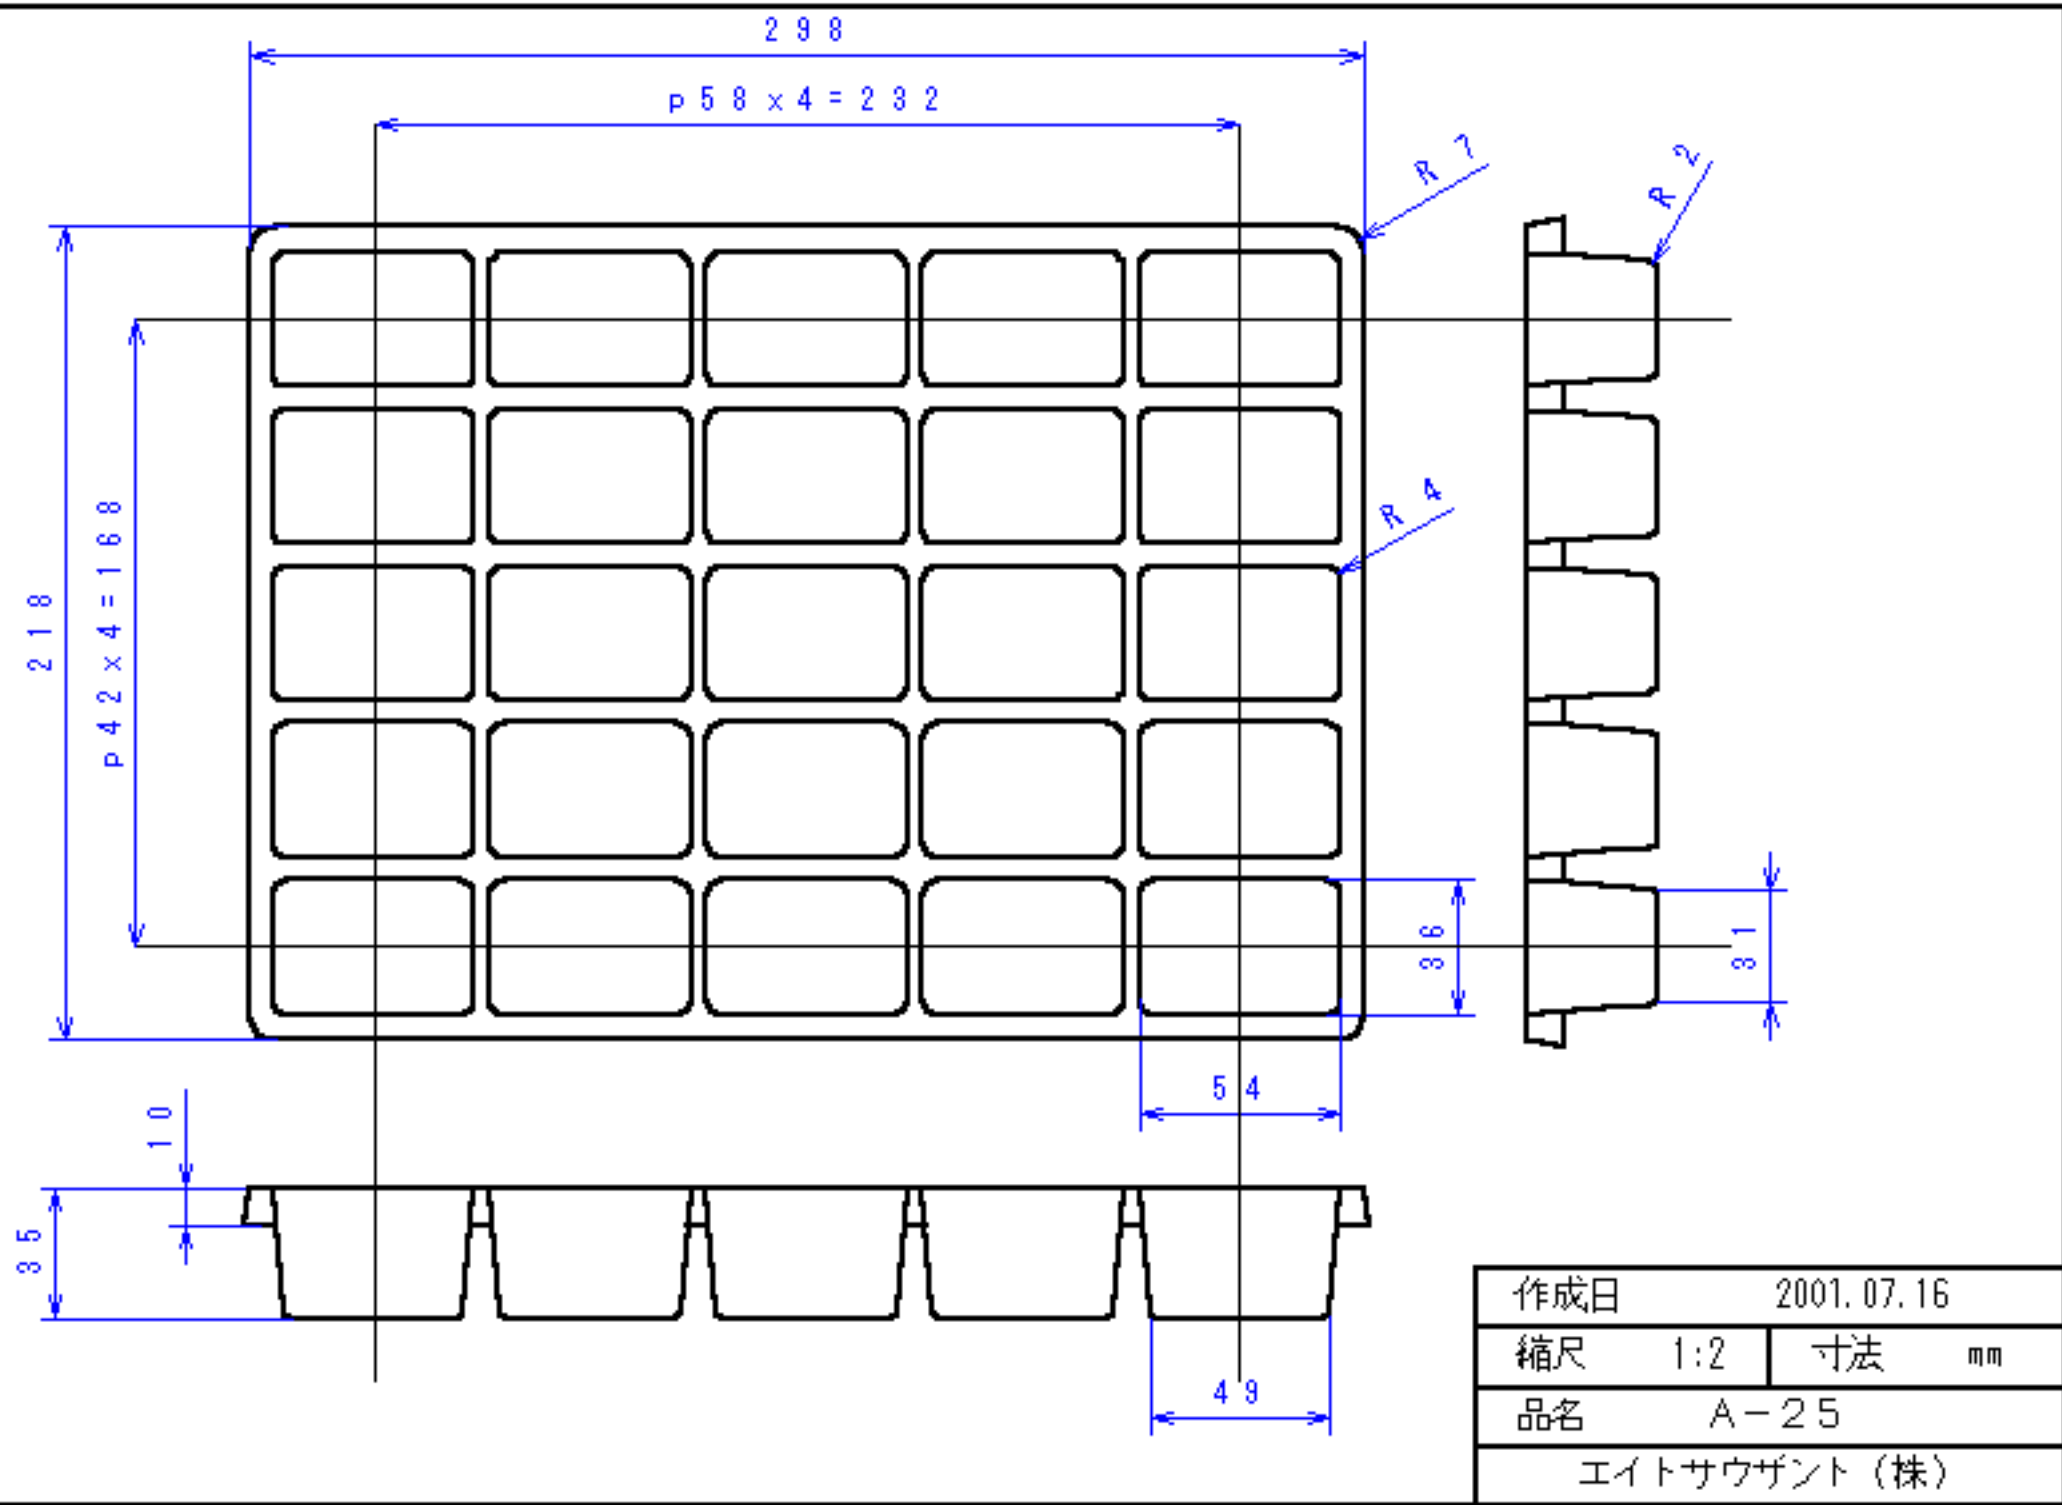 298
p58x4=232
R7
R2
R4
218
p42x4=168
36
31
54
10
35
49
作成日 2001.07.16
縮尺 1:2 寸法 mm
品名 A-25
エイトサウザント(株)